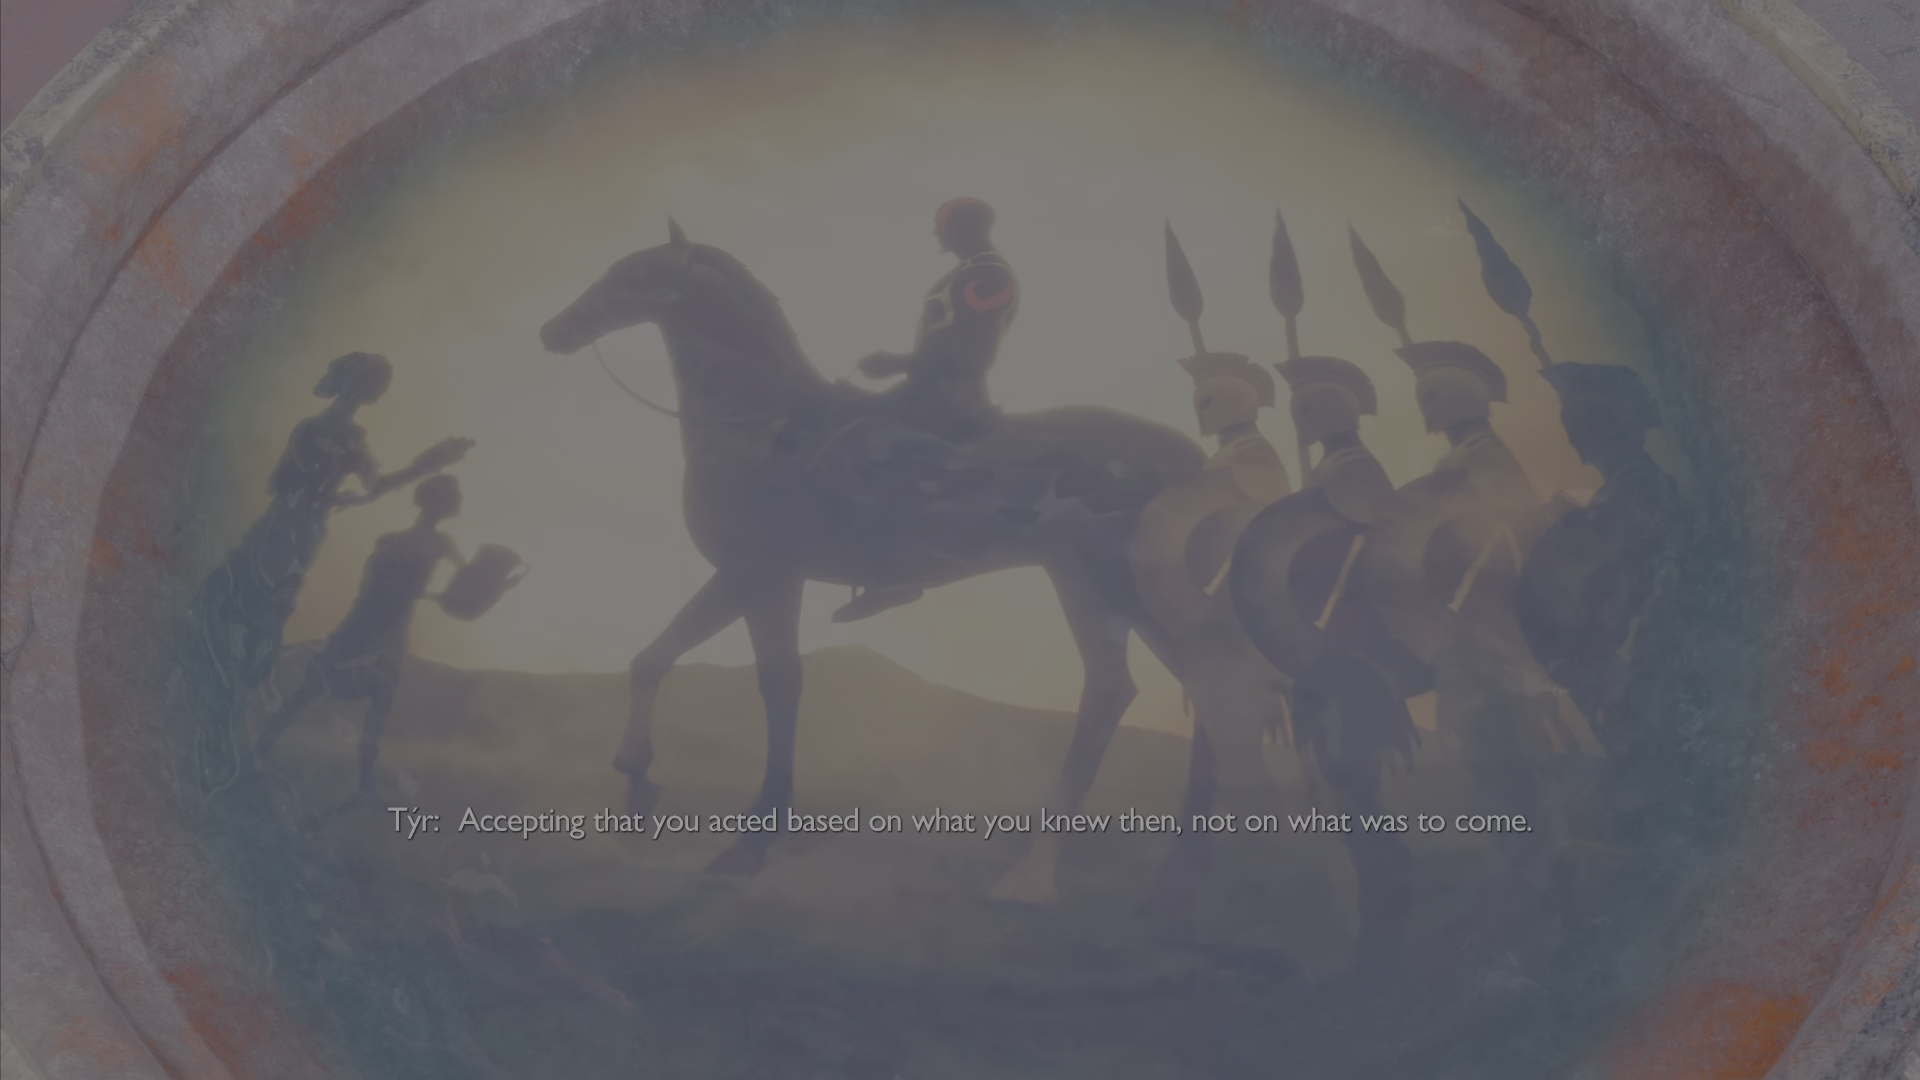 Týr: Accepting that you acted based on what you knew then, not on what was to come.